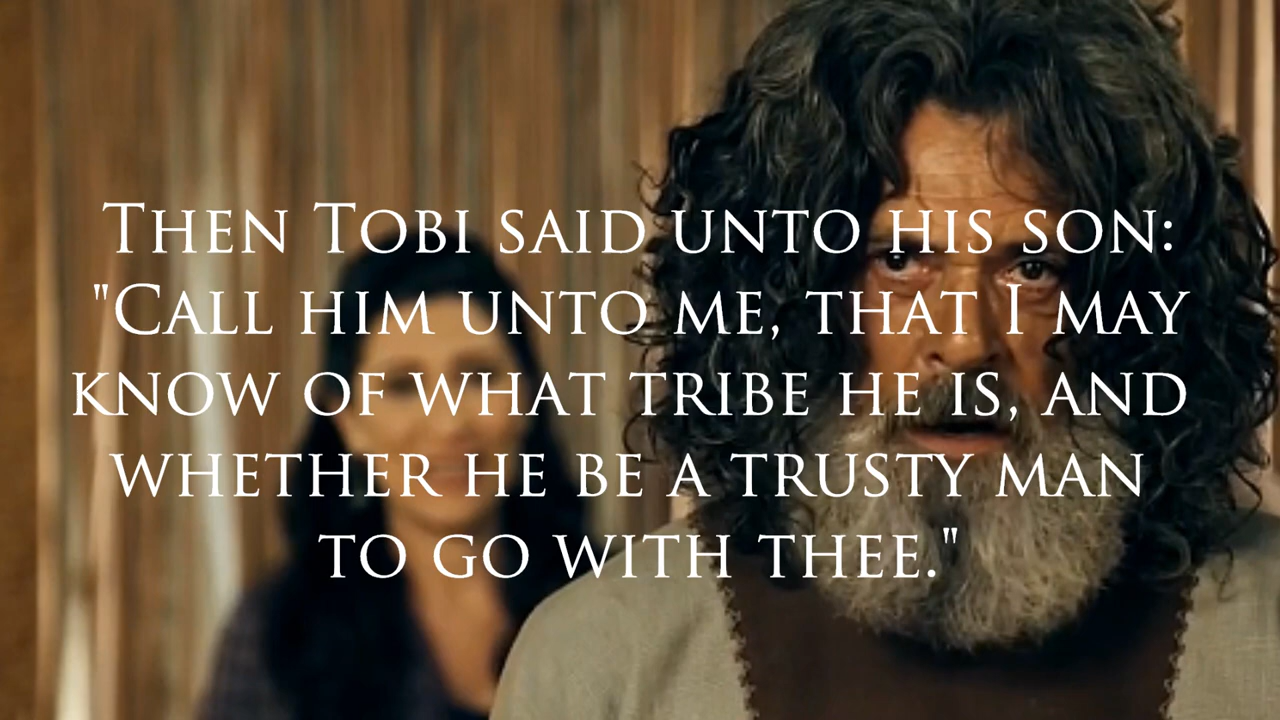 Then Tobi said unto his son:
"Call him unto me, that I may
know of what tribe he is, and
whether he be a trusty man
to go with thee."